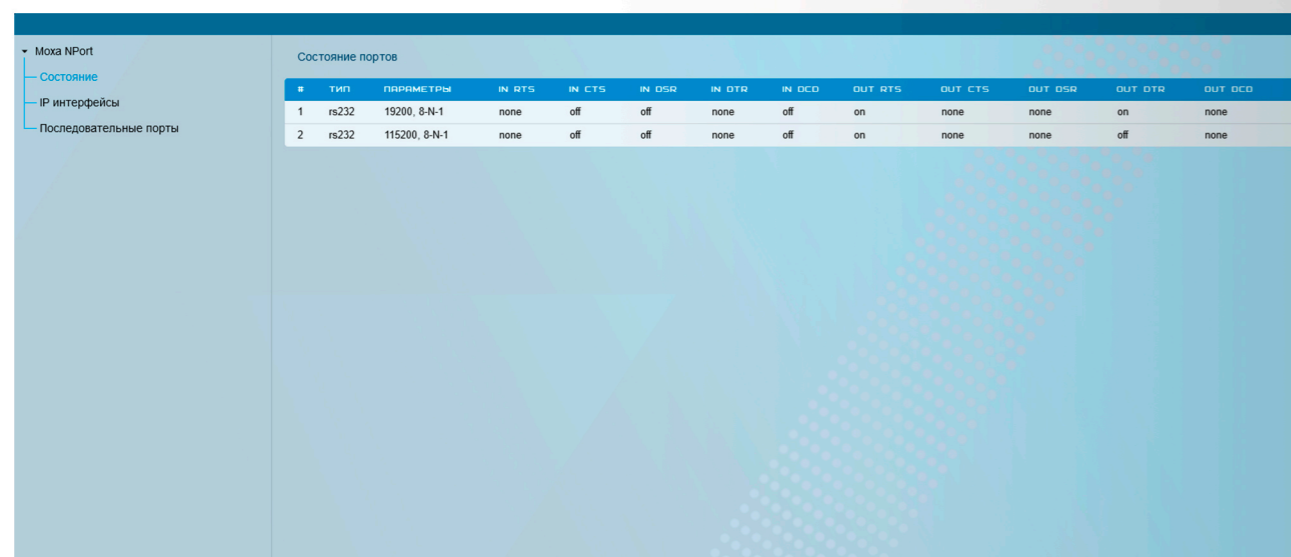 Moxa NPort
Состояние
IP интерфейсы
Последовательные порты
Состояние портов
# ТИП ПАРАМЕТРЫ IN RTS IN CTS IN DSR IN DTR IN DCD OUT RTS OUT CTS OUT DSR OUT DTR OUT DCD
1 rs232 19200, 8-N-1 none off off none off on none none on none
2 rs232 115200, 8-N-1 none off off none off on none none off none